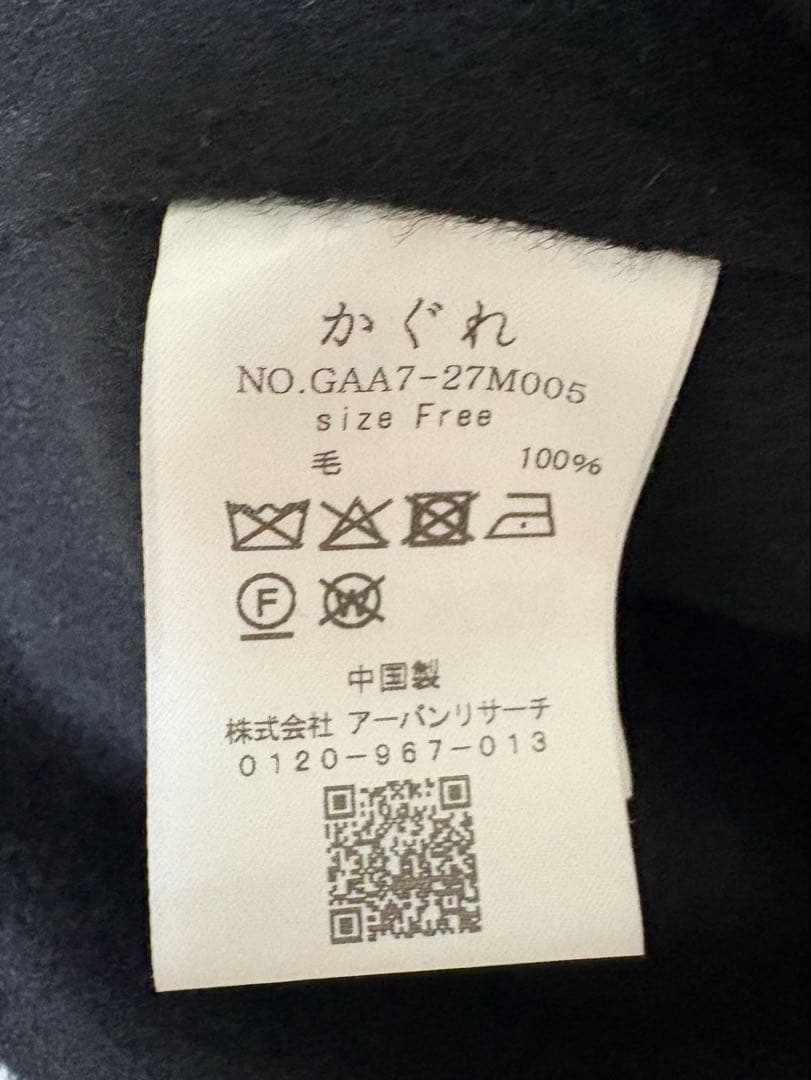 かぐれ
NO.GAA7-27M005
size Free
毛 100%
F W
中国製
株式会社 アーバンリサーチ
0120-967-013